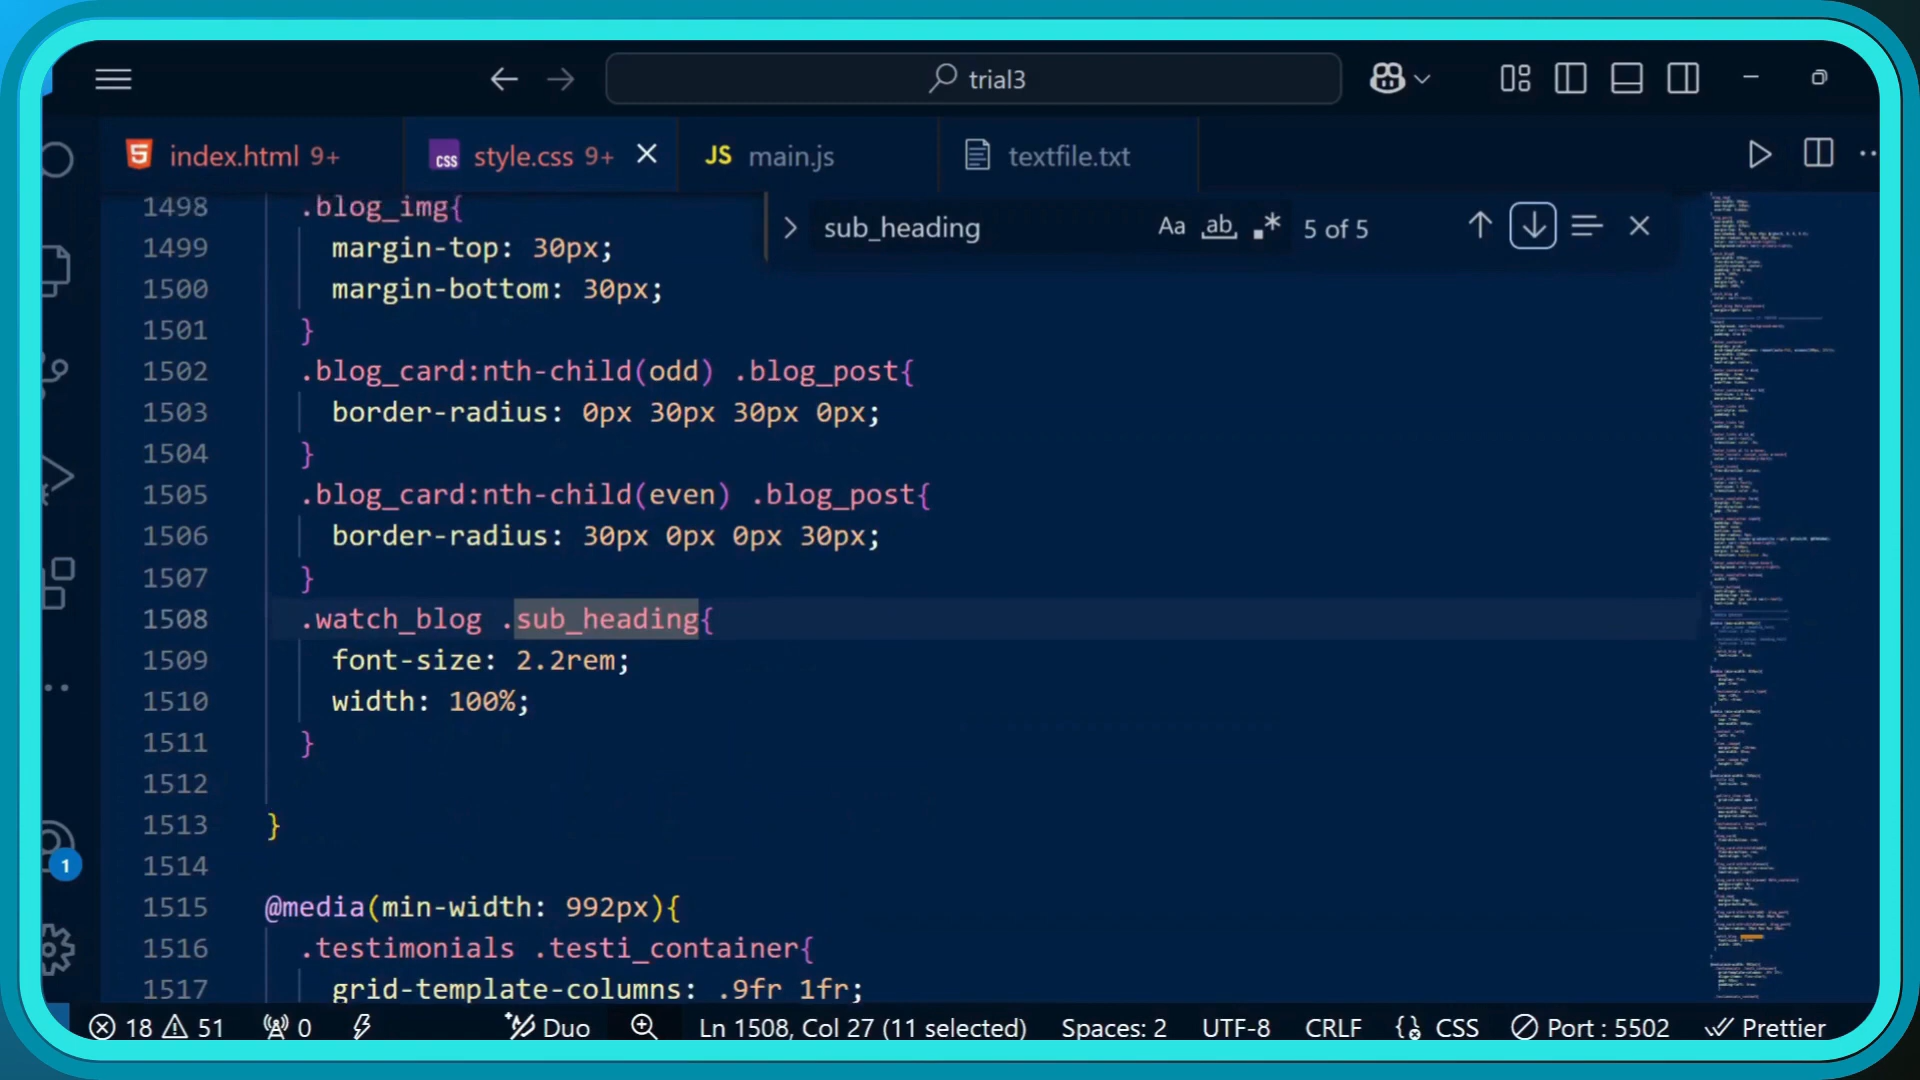 trial3
index.html 9+
css style.css 9+
JS main.js
textfile.txt
sub_heading Aa ab 5 of 5
1498 .blog_img{
1499 margin-top: 30px;
1500 margin-bottom: 30px;
1501 }
1502 .blog_card:nth-child(odd) .blog_post{
1503 border-radius: 0px 30px 30px 0px;
1504 }
1505 .blog_card:nth-child(even) .blog_post{
1506 border-radius: 30px 0px 0px 30px;
1507 }
1508 .watch_blog .sub_heading{
1509 font-size: 2.2rem;
1510 width: 100%;
1511 }
1512
1513 }
1514
1515 @media(min-width: 992px){
1516 .testimonials .testi_container{
1517 grid-template-columns: .9fr 1fr;
1
18 51 0 Duo Ln 1508, Col 27 (11 selected) Spaces: 2 UTF-8 CRLF CSS Port : 5502 Prettier